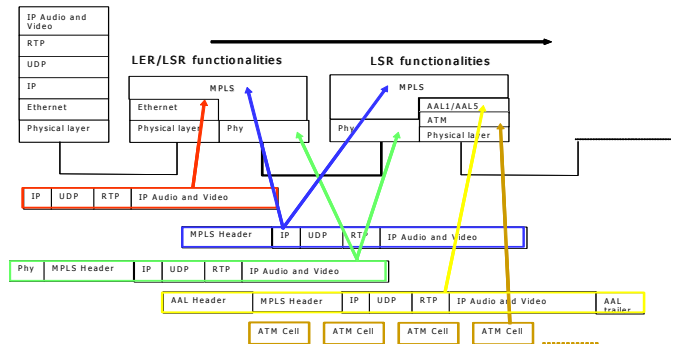 IP Audio and
Video
RTP
UDP
IP
Ethernet
Physical layer
LER/LSR functionalities
MPLS
Ethernet
Physical layer
Phy
LSR functionalities
MPLS
AAL1/AAL5
ATM
Phy
Physical layer
IP UDP RTP IP Audio and Video
MPLS Header IP UDP RTP IP Audio and Video
Phy MPLS Header IP UDP RTP IP Audio and Video
AAL Header MPLS Header IP UDP RTP IP Audio and Video AAL
trailer
ATM Cell ATM Cell ATM Cell ATM Cell